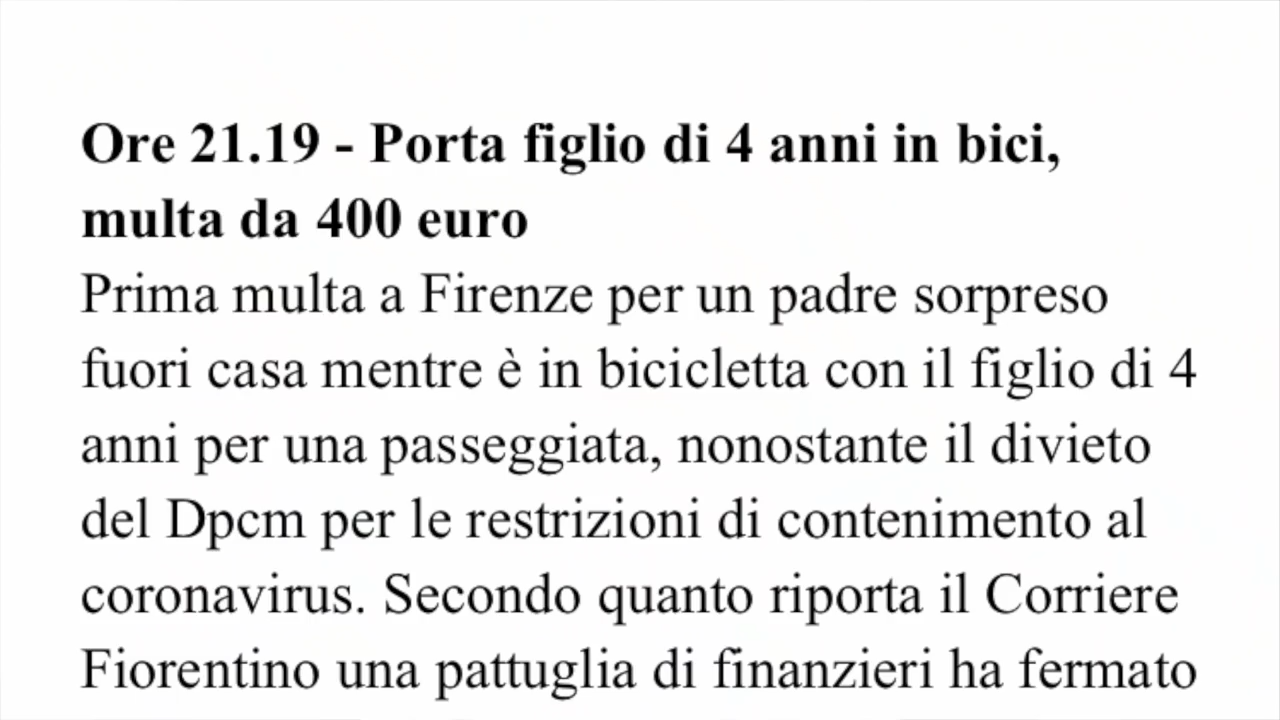 Ore 21.19 - Porta figlio di 4 anni in bici,
multa da 400 euro
Prima multa a Firenze per un padre sorpreso
fuori casa mentre è in bicicletta con il figlio di 4
anni per una passeggiata, nonostante il divieto
del Dpcm per le restrizioni di contenimento al
coronavirus. Secondo quanto riporta il Corriere
Fiorentino una pattuglia di finanzieri ha fermato